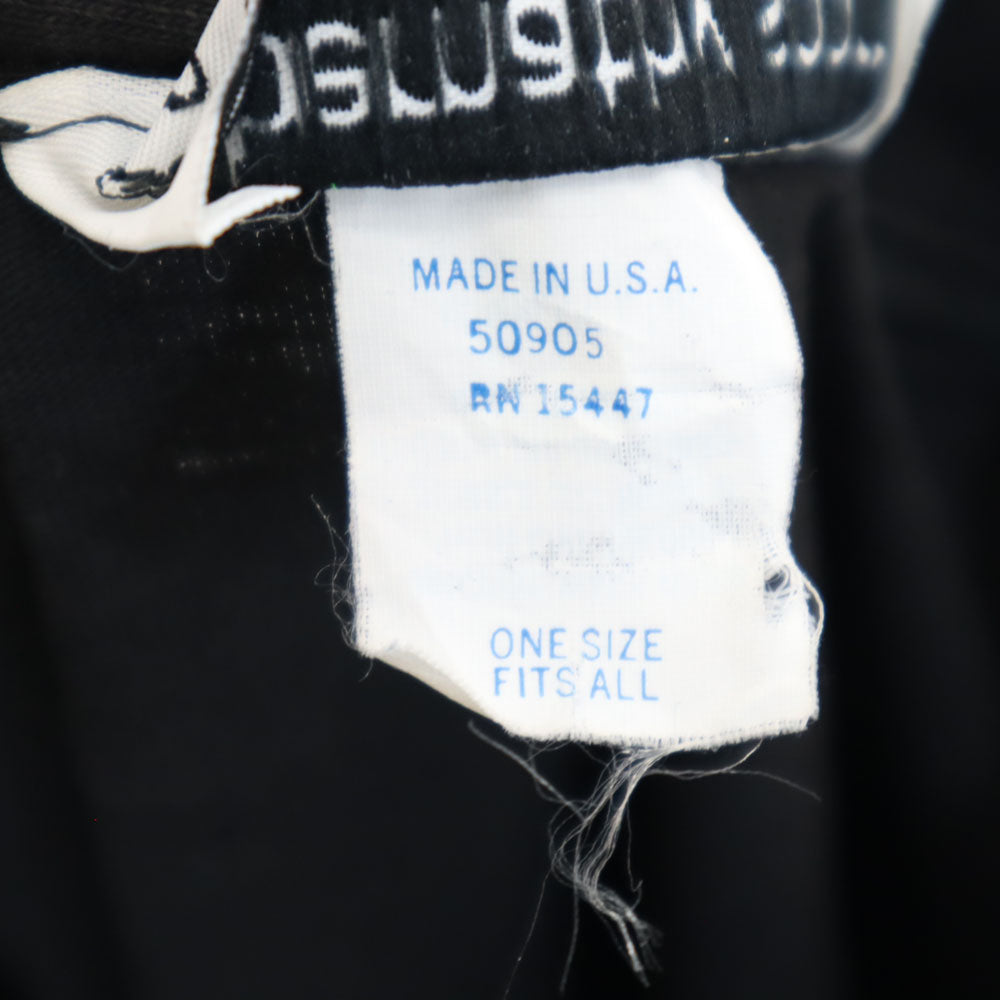 MADE IN U.S.A.
50905
RN 15447
ONE SIZE
FITS ALL